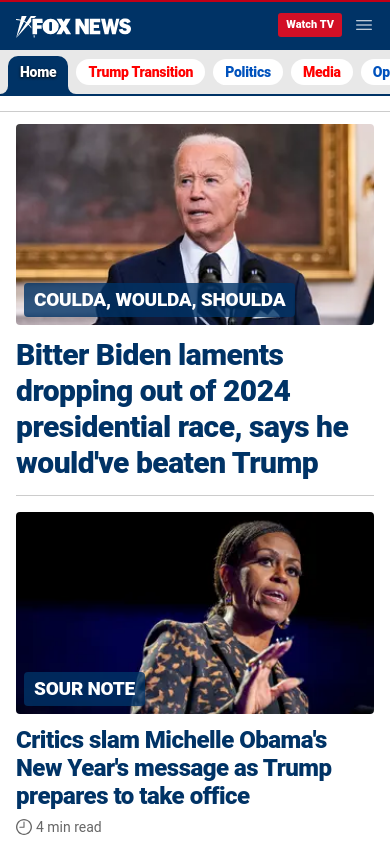 FOX NEWS
Watch TV
Home
Trump Transition
Politics
Media
Op
COULDA, WOULDA, SHOULDA
Bitter Biden laments
dropping out of 2024
presidential race, says he
would've beaten Trump
SOUR NOTE
Critics slam Michelle Obama's
New Year's message as Trump
prepares to take office
4 min read